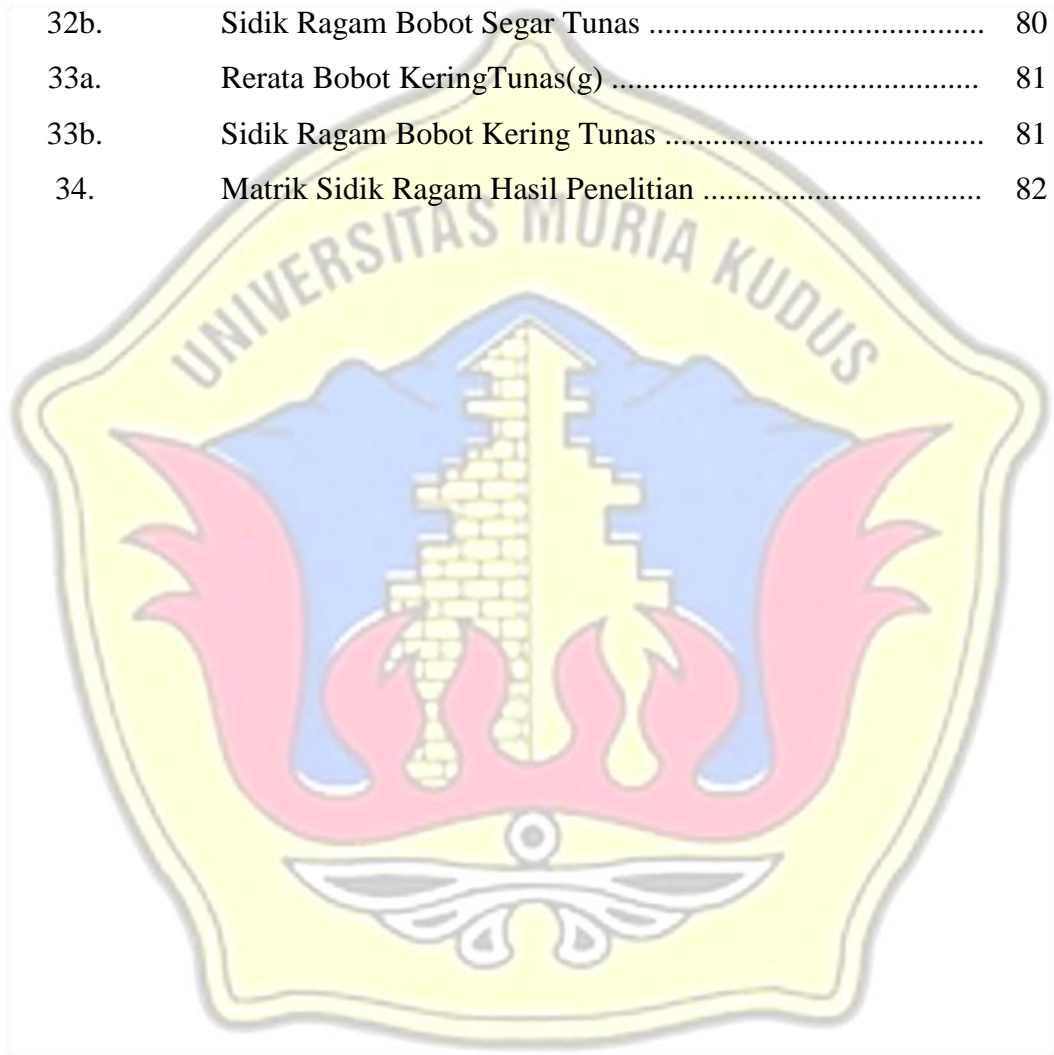 32b. Sidik Ragam Bobot Segar Tunas .......................................... 80
33a. Rerata Bobot KeringTunas(g) .............................................. 81
33b. Sidik Ragam Bobot Kering Tunas ........................................ 81
34. Matrik Sidik Ragam Hasil Penelitian ................................... 82
UNIVERSITAS MURIA KUDUS